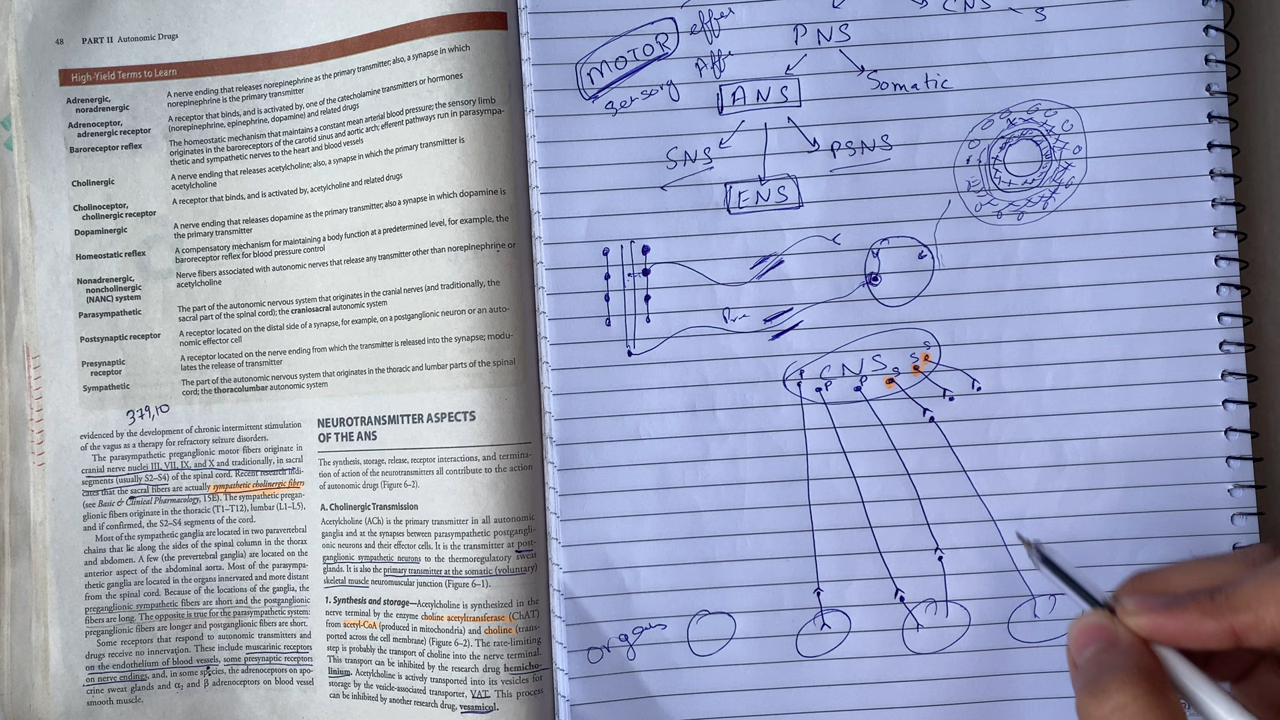 48 PART II Autonomic Drugs
High-Yield Terms to Learn
Adrenergic, noradrenergic
A nerve ending that releases norepinephrine as the primary transmitter; also, a synapse in which
norepinephrine is the primary transmitter
Adrenoceptor, adrenergic receptor
A receptor that binds, and is activated by, one of the catecholamine transmitters or hormones
(norepinephrine, epinephrine, dopamine) and related drugs
Baroreceptor reflex
The homeostatic mechanism that maintains a constant mean arterial blood pressure; the sensory limb
originates in the baroreceptors of the carotid sinus and aortic arch; efferent pathways run in parasympa-
thetic and sympathetic nerves to the heart and blood vessels
Cholinergic
A nerve ending that releases acetylcholine; also, a synapse in which the primary transmitter is
acetylcholine
Cholinoceptor, cholinergic receptor
A receptor that binds, and is activated by, acetylcholine and related drugs
Dopaminergic
A nerve ending that releases dopamine as the primary transmitter; also a synapse in which dopamine is
the primary transmitter
Homeostatic reflex
A compensatory mechanism for maintaining a body function at a predetermined level, for example, the
baroreceptor reflex for blood pressure control
Nonadrenergic, noncholinergic (NANC) system
Nerve fibers associated with autonomic nerves that release any transmitter other than norepinephrine or
acetylcholine
Parasympathetic
The part of the autonomic nervous system that originates in the cranial nerves (and traditionally, the
sacral part of the spinal cord); the craniosacral autonomic system
Postsynaptic receptor
A receptor located on the distal side of a synapse, for example, on a postganglionic neuron or an auto-
nomic effector cell
Presynaptic receptor
A receptor located on the nerve ending from which the transmitter is released into the synapse; modu-
lates the release of transmitter
Sympathetic
The part of the autonomic nervous system that originates in the thoracic and lumbar parts of the spinal
cord; the thoracolumbar autonomic system
379,10
evidenced by the development of chronic intermittent stimulation
of the vagus as a therapy for refractory seizure disorders.
The parasympathetic preganglionic motor fibers originate in
cranial nerve nuclei III, VII, IX, and X and traditionally, in sacral
segments (usually S2–S4) of the spinal cord. Recent research indi-
cates that the sacral fibers are actually sympathetic cholinergic fibers
(see Basic & Clinical Pharmacology, 15E). The sympathetic pregan-
glionic fibers originate in the thoracic (T1–T12), lumbar (L1–L5),
and if confirmed, the S2–S4 segments of the cord.
Most of the sympathetic ganglia are located in two paravertebral
chains that lie along the sides of the spinal column in the thorax
and abdomen. A few (the prevertebral ganglia) are located on the
anterior aspect of the abdominal aorta. Most of the parasympa-
thetic ganglia are located in the organs innervated and more distant
from the spinal cord. Because of the locations of the ganglia, the
preganglionic sympathetic fibers are short and the postganglionic
fibers are long. The opposite is true for the parasympathetic system:
preganglionic fibers are longer and postganglionic fibers are short.
Some receptors that respond to autonomic transmitters and
drugs receive no innervation. These include muscarinic receptors
on the endothelium of blood vessels, some presynaptic receptors
on nerve endings, and, in some species, the adrenoceptors on apo-
crine sweat glands and α2 and β adrenoceptors on blood vessel
smooth muscle.
NEUROTRANSMITTER ASPECTS
OF THE ANS
The synthesis, storage, release, receptor interactions, and termina-
tion of action of the neurotransmitters all contribute to the action
of autonomic drugs (Figure 6–2).
A. Cholinergic Transmission
Acetylcholine (ACh) is the primary transmitter in all autonomic
ganglia and at the synapses between parasympathetic postgangli-
onic neurons and their effector cells. It is the transmitter at post-
ganglionic sympathetic neurons to the thermoregulatory sweat
glands. It is also the primary transmitter at the somatic (voluntary)
skeletal muscle neuromuscular junction (Figure 6–1).
1. Synthesis and storage—Acetylcholine is synthesized in the
nerve terminal by the enzyme choline acetyltransferase (ChAT)
from acetyl-CoA (produced in mitochondria) and choline (trans-
ported across the cell membrane) (Figure 6–2). The rate-limiting
step is probably the transport of choline into the nerve terminal.
This transport can be inhibited by the research drug hemicho-
linium. Acetylcholine is actively transported into its vesicles for
storage by the vesicle-associated transporter, VAT. This process
can be inhibited by another research drug, vesamicol.
CNS S
MOTOR effer
sensory Affe
PNS
ANS Somatic
SNS PSNS
ENS
CNS
P P P S S S
organs